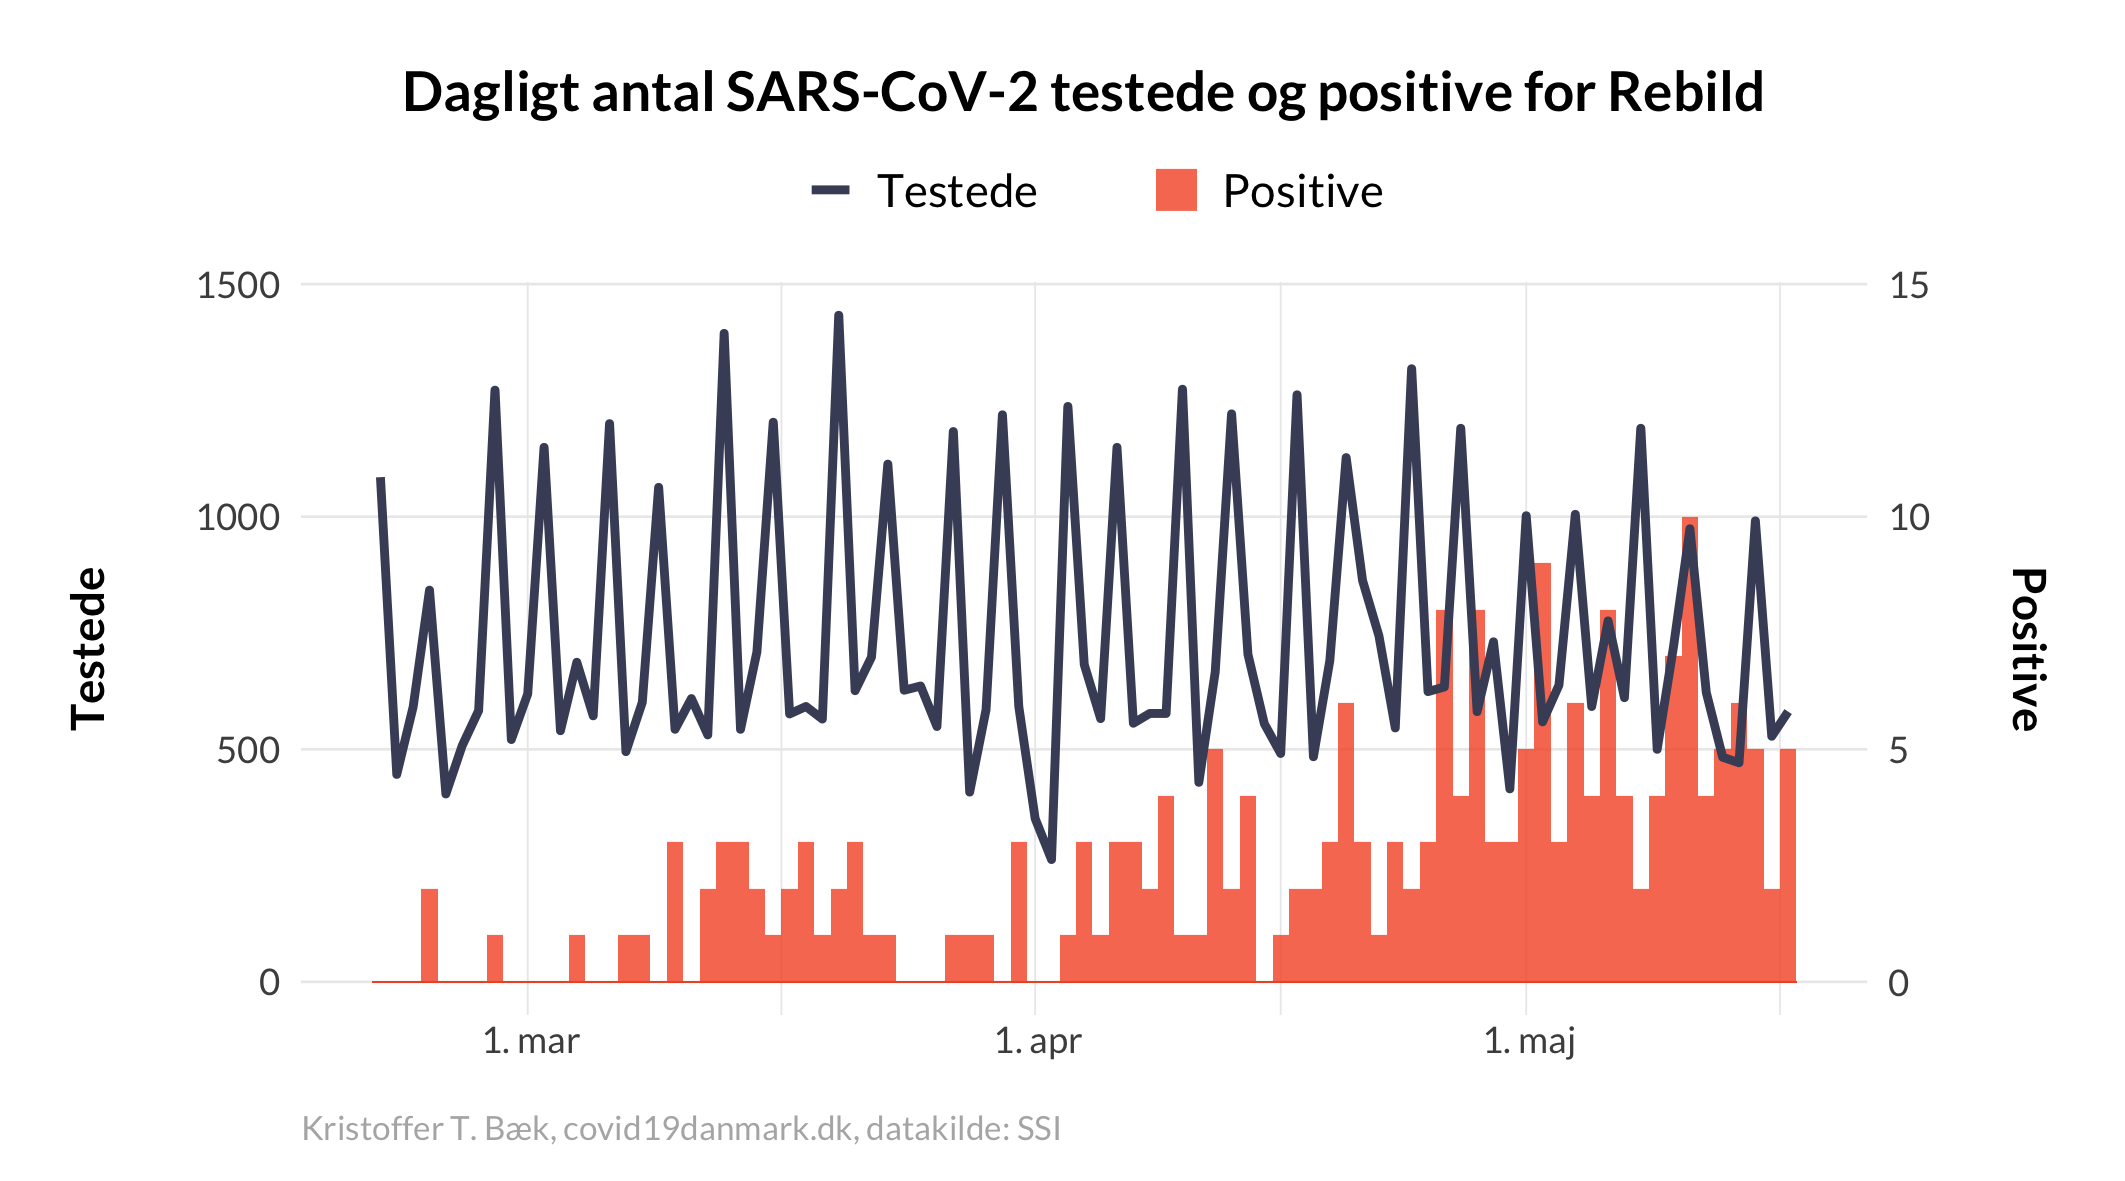 Dagligt antal SARS-CoV-2 testede og positive for Rebild
Testede
Positive
1500
1000
500
0
15
10
5
0
Testede
Positive
1. mar
1. apr
1. maj
Kristoffer T. Bæk, covid19danmark.dk, datakilde: SSI